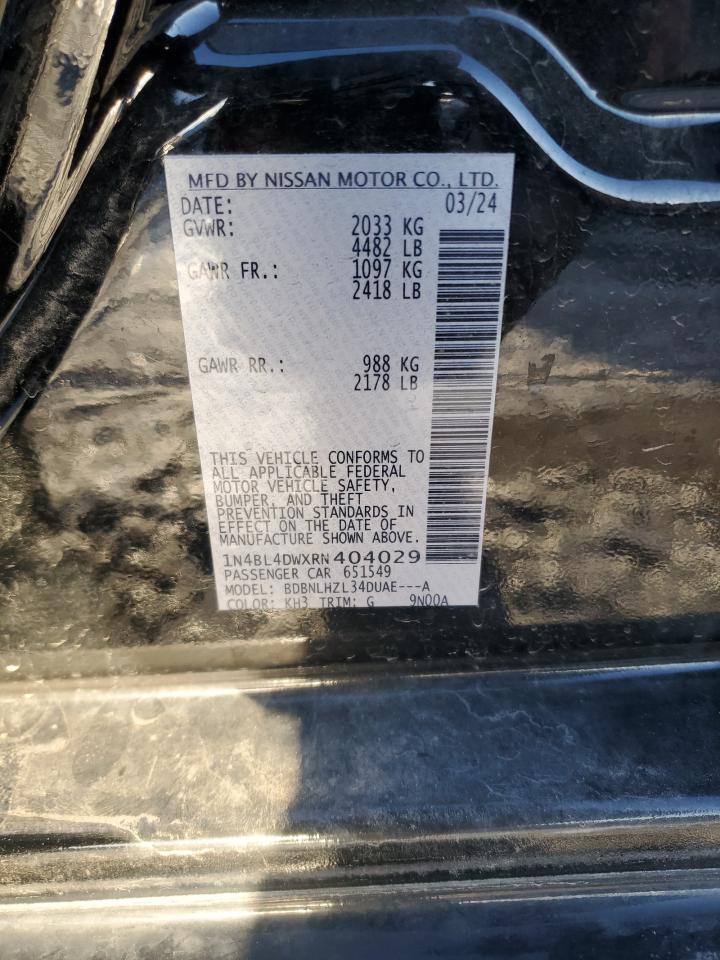 MFD BY NISSAN MOTOR CO., LTD.
DATE: 03/24
GVWR: 2033 KG
4482 LB
GAWR FR.: 1097 KG
2418 LB
GAWR RR.: 988 KG
2178 LB
THIS VEHICLE CONFORMS TO
ALL APPLICABLE FEDERAL
MOTOR VEHICLE SAFETY,
BUMPER, AND THEFT
PREVENTION STANDARDS IN
EFFECT ON THE DATE OF
MANUFACTURE SHOWN ABOVE.
1N4BL4DWXRN404029
PASSENGER CAR 651549
MODEL: BDBNLHZL34DUAE---A
COLOR: KH3 TRIM: G 9N00A